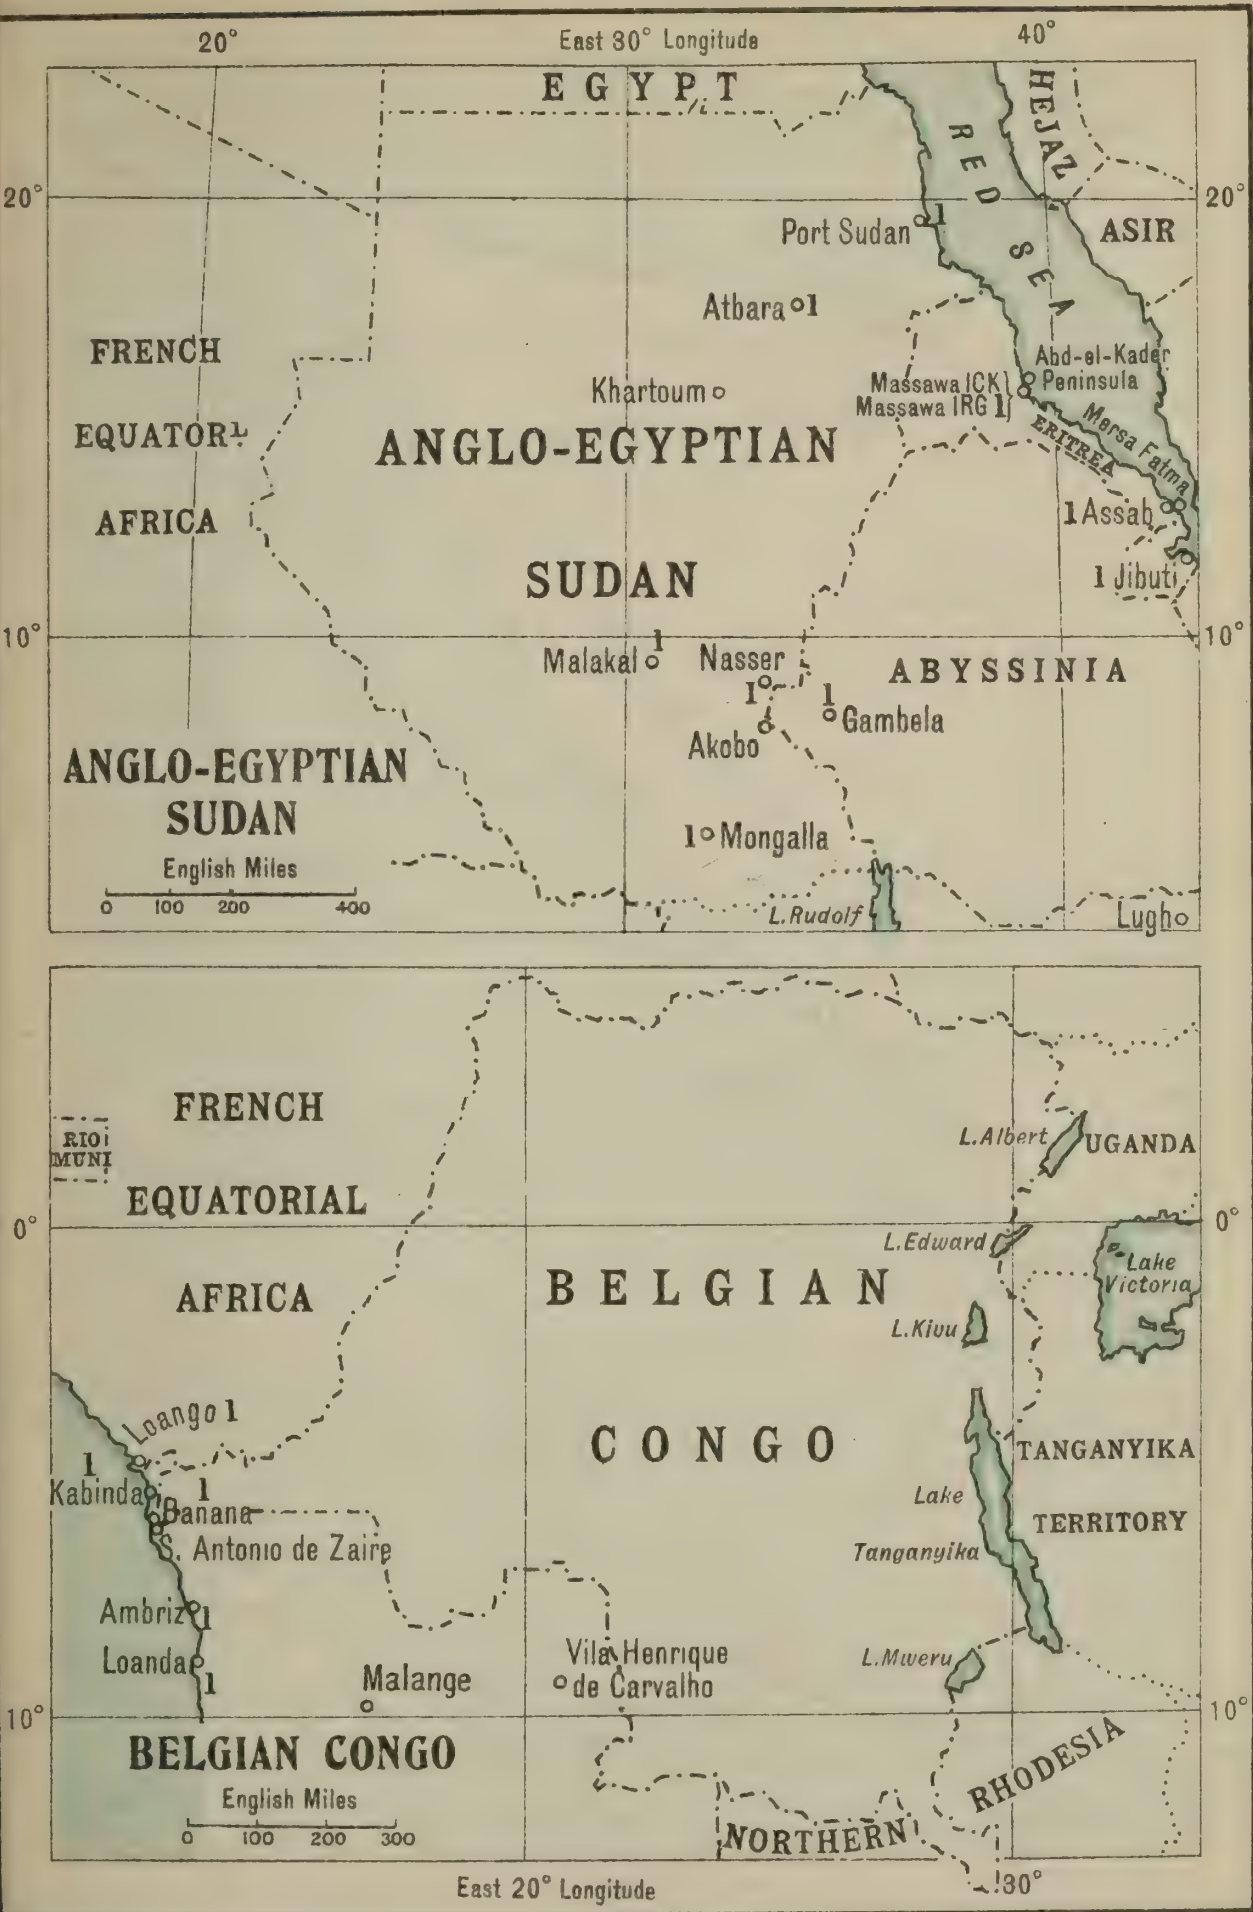 20° East 30° Longitude 40°
EGYPT
HEJAZ
RED SEA
20° 20°
Port Sudan 1
ASIR
Atbara 1
FRENCH
Abd-el-Kader
Peninsula
Khartoum
Massawa ICK
Massawa IRG 1
EQUATORL
ANGLO-EGYPTIAN
Mersa Fatma
ERITREA
AFRICA
1 Assab
SUDAN
1 Jibuti
10° 10°
Malakal 1
Nasser
1
ABYSSINIA
1
Gambela
Akobo
ANGLO-EGYPTIAN
SUDAN
1 Mongalla
English Miles
0 100 200 400
L. Rudolf
Lugh
FRENCH
RIO
MUNI
L. Albert
UGANDA
EQUATORIAL
0° 0°
L. Edward
Lake
Victoria
BELGIAN
AFRICA
L. Kivu
Loango 1
CONGO
TANGANYIKA
1
Kabinda
1
Banana
Lake
TERRITORY
S. Antonio de Zaire
Tanganyika
Ambriz 1
Loanda
1
Vila Henrique
de Carvalho
L. Mweru
Malange
10° 10°
BELGIAN CONGO
RHODESIA
English Miles
0 100 200 300
NORTHERN
East 20° Longitude 30°